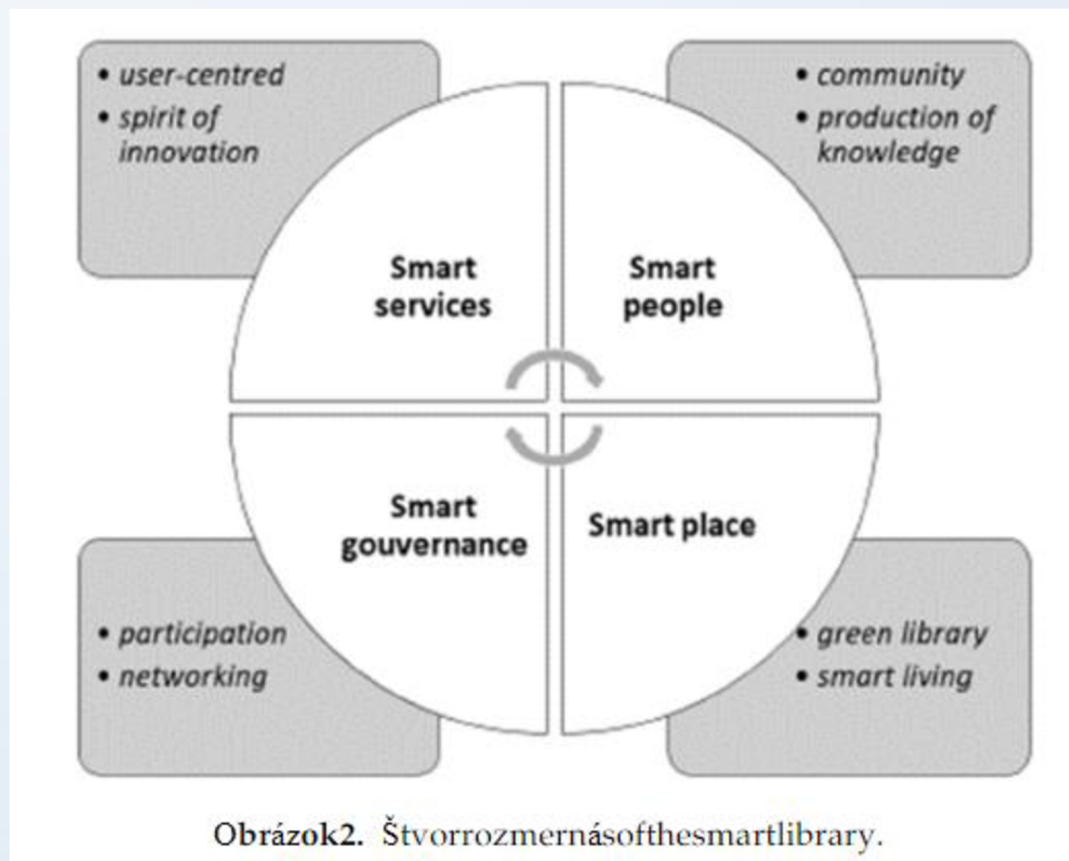 • user-centred
• spirit of
innovation
• community
• production of
knowledge
Smart
services
Smart
people
Smart
gouvernance
Smart place
• participation
• networking
• green library
• smart living
Obrázok2. Štvorrozmernásofthesmartlibrary.